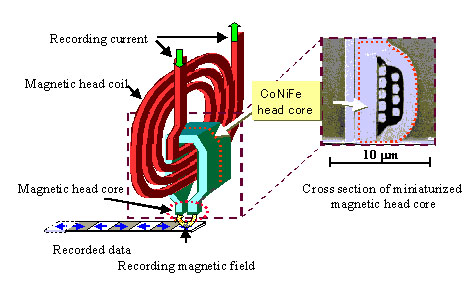 Recording current
Magnetic head coil
CoNiFe
head core
10 µm
Magnetic head core
Cross section of miniaturized
magnetic head core
Recorded data
Recording magnetic field